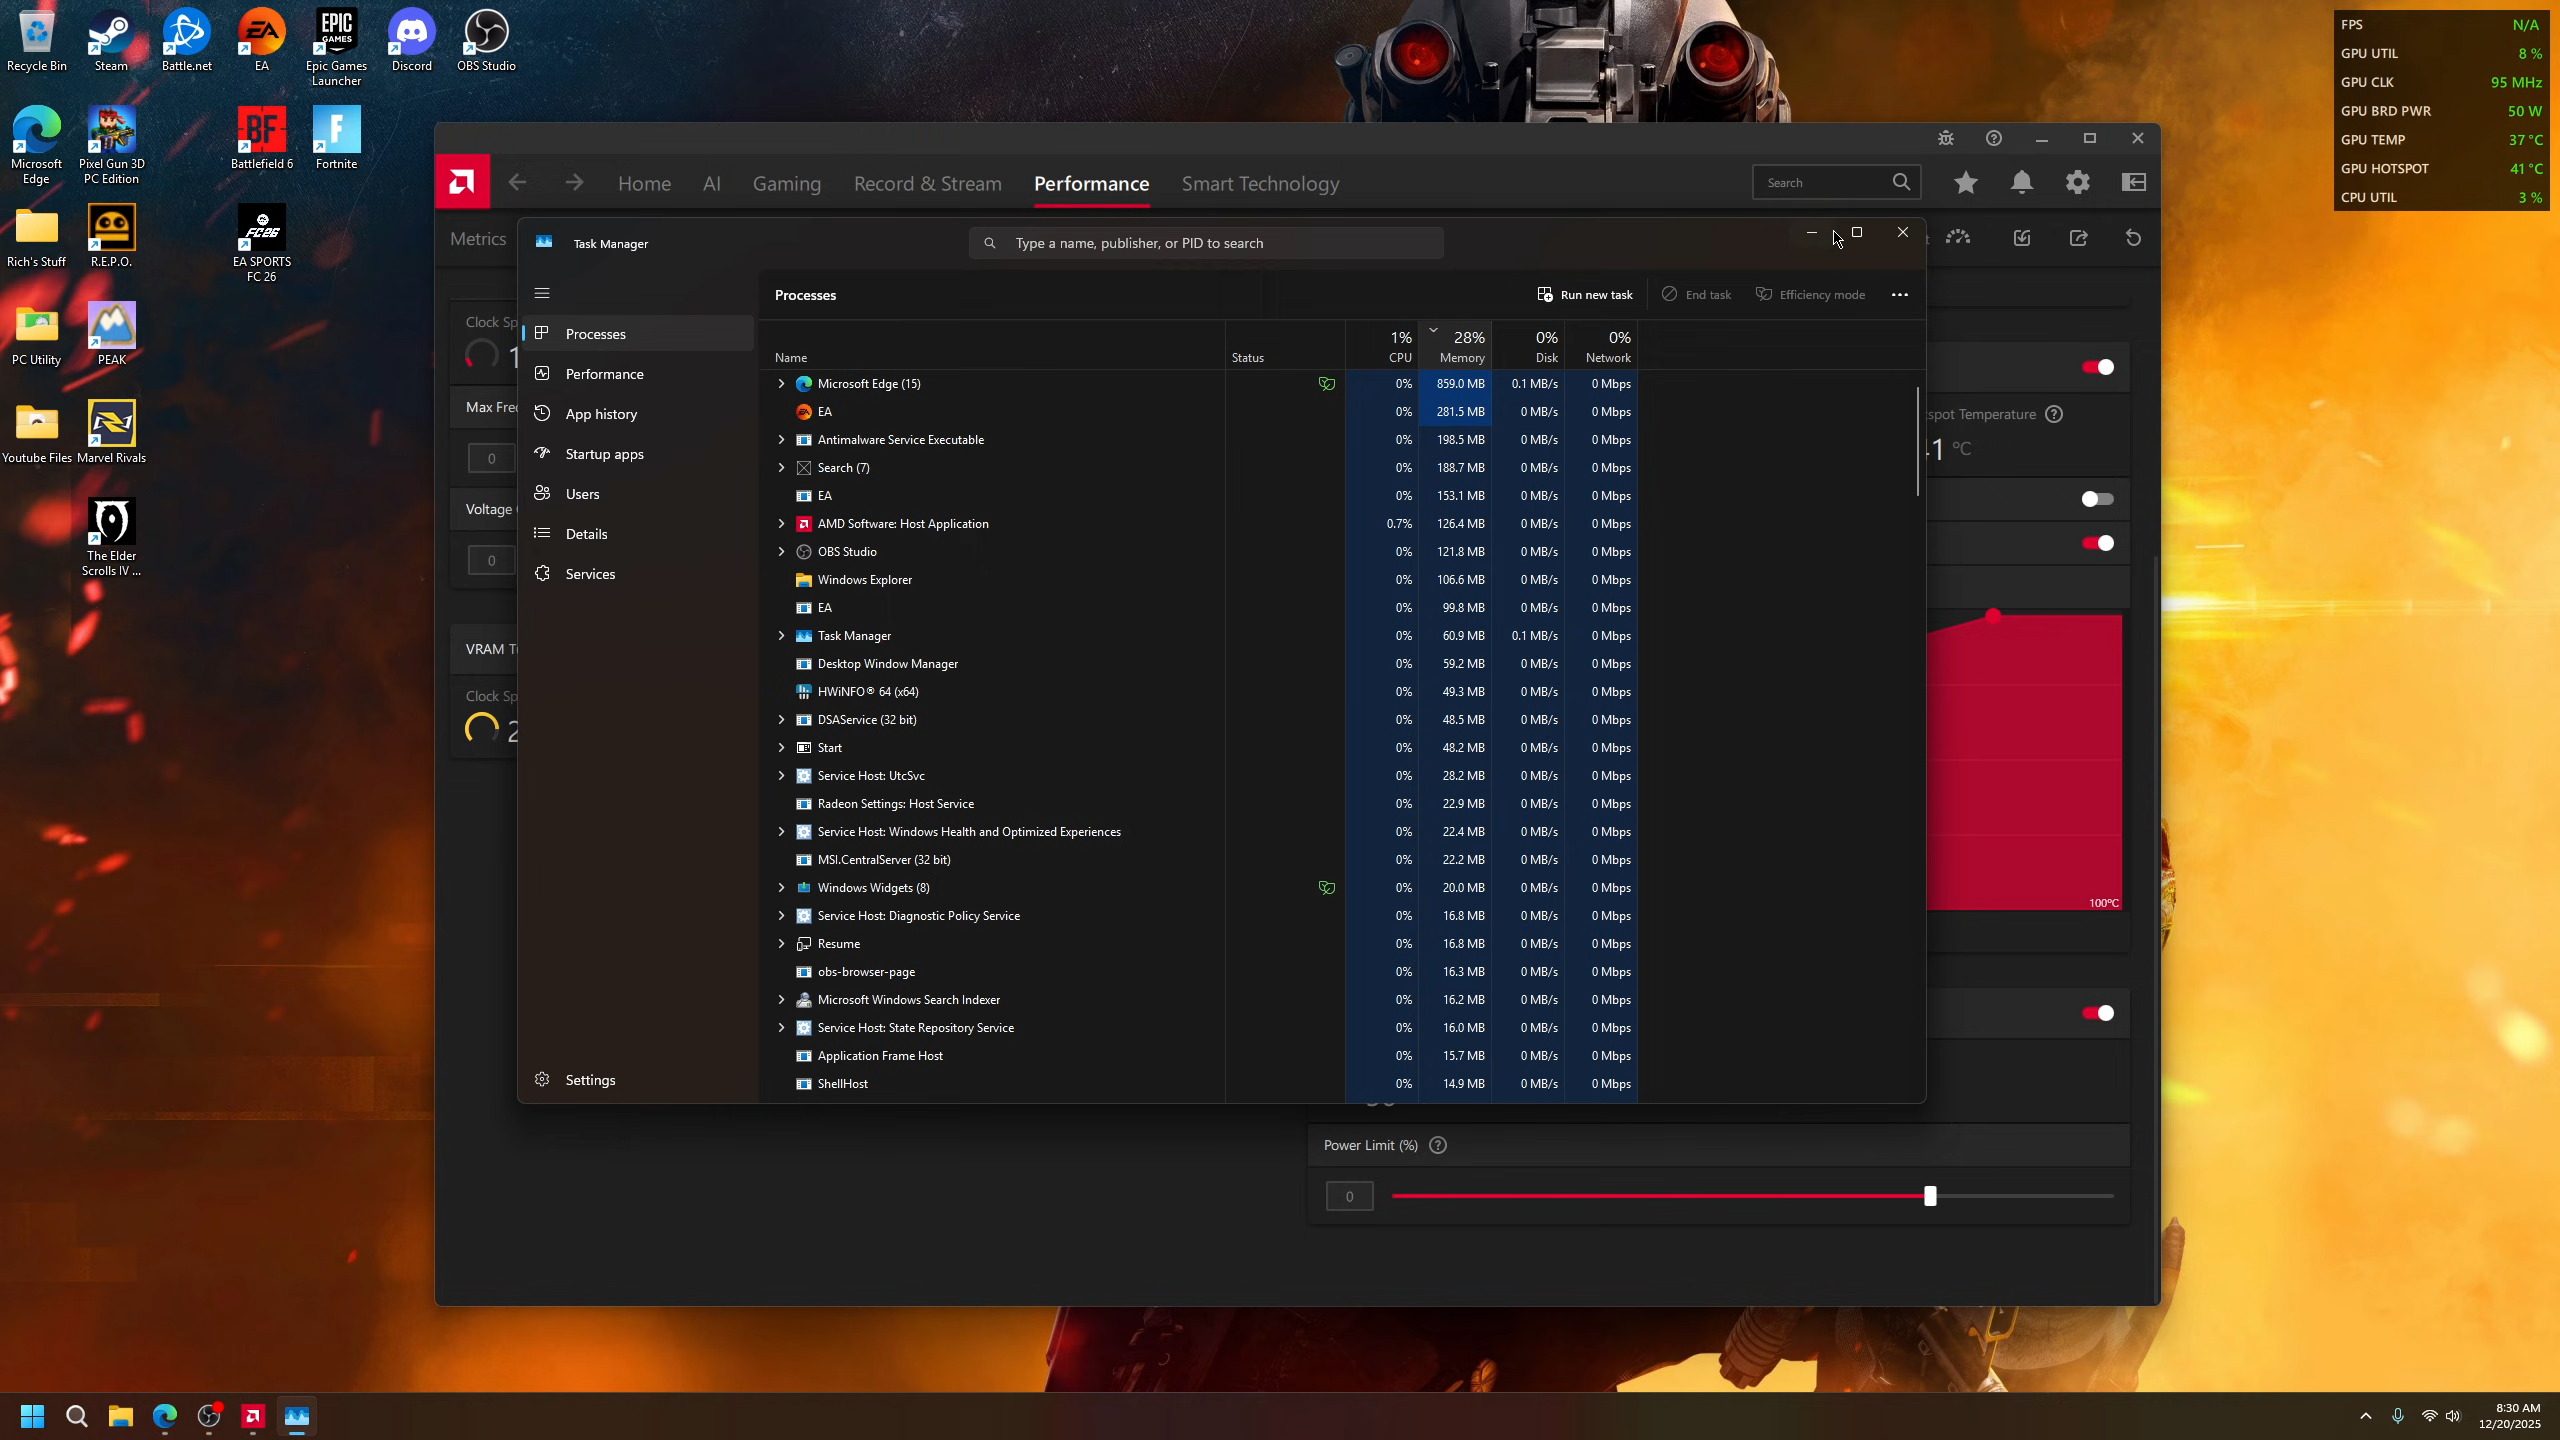 Recycle Bin
Steam
Battle.net
EA
Epic Games
Launcher
Discord
OBS Studio
Microsoft
Edge
Pixel Gun 3D
PC Edition
Battlefield 6
Fortnite
Rich's Stuff
R.E.P.O.
EA SPORTS
FC 26
PC Utility
PEAK
Youtube Files
Marvel Rivals
The Elder
Scrolls IV ...
FPS N/A
GPU UTIL 8 %
GPU CLK 95 MHz
GPU BRD PWR 50 W
GPU TEMP 37 °C
GPU HOTSPOT 41 °C
CPU UTIL 3 %
Home AI Gaming Record & Stream Performance Smart Technology
Search
Metrics
Task Manager
Type a name, publisher, or PID to search
Processes
Performance
App history
Startup apps
Users
Details
Services
Settings
Processes
Run new task End task Efficiency mode
1% 28% 0% 0%
Name Status CPU Memory Disk Network
Microsoft Edge (15) 0% 859.0 MB 0.1 MB/s 0 Mbps
EA 0% 281.5 MB 0 MB/s 0 Mbps
Antimalware Service Executable 0% 198.5 MB 0 MB/s 0 Mbps
Search (7) 0% 188.7 MB 0 MB/s 0 Mbps
EA 0% 153.1 MB 0 MB/s 0 Mbps
AMD Software: Host Application 0.7% 126.4 MB 0 MB/s 0 Mbps
OBS Studio 0% 121.8 MB 0 MB/s 0 Mbps
Windows Explorer 0% 106.6 MB 0 MB/s 0 Mbps
EA 0% 99.8 MB 0 MB/s 0 Mbps
Task Manager 0% 60.9 MB 0.1 MB/s 0 Mbps
Desktop Window Manager 0% 59.2 MB 0 MB/s 0 Mbps
HWiNFO® 64 (x64) 0% 49.3 MB 0 MB/s 0 Mbps
DSAService (32 bit) 0% 48.5 MB 0 MB/s 0 Mbps
Start 0% 48.2 MB 0 MB/s 0 Mbps
Service Host: UtcSvc 0% 28.2 MB 0 MB/s 0 Mbps
Radeon Settings: Host Service 0% 22.9 MB 0 MB/s 0 Mbps
Service Host: Windows Health and Optimized Experiences 0% 22.4 MB 0 MB/s 0 Mbps
MSI.CentralServer (32 bit) 0% 22.2 MB 0 MB/s 0 Mbps
Windows Widgets (8) 0% 20.0 MB 0 MB/s 0 Mbps
Service Host: Diagnostic Policy Service 0% 16.8 MB 0 MB/s 0 Mbps
Resume 0% 16.8 MB 0 MB/s 0 Mbps
obs-browser-page 0% 16.3 MB 0 MB/s 0 Mbps
Microsoft Windows Search Indexer 0% 16.2 MB 0 MB/s 0 Mbps
Service Host: State Repository Service 0% 16.0 MB 0 MB/s 0 Mbps
Application Frame Host 0% 15.7 MB 0 MB/s 0 Mbps
ShellHost 0% 14.9 MB 0 MB/s 0 Mbps
Clock Sp
1
Max Fre
0
Voltage
0
VRAM T
Clock Sp
2
spot Temperature
41 °C
100°C
Power Limit (%)
0
8:30 AM
12/20/2025